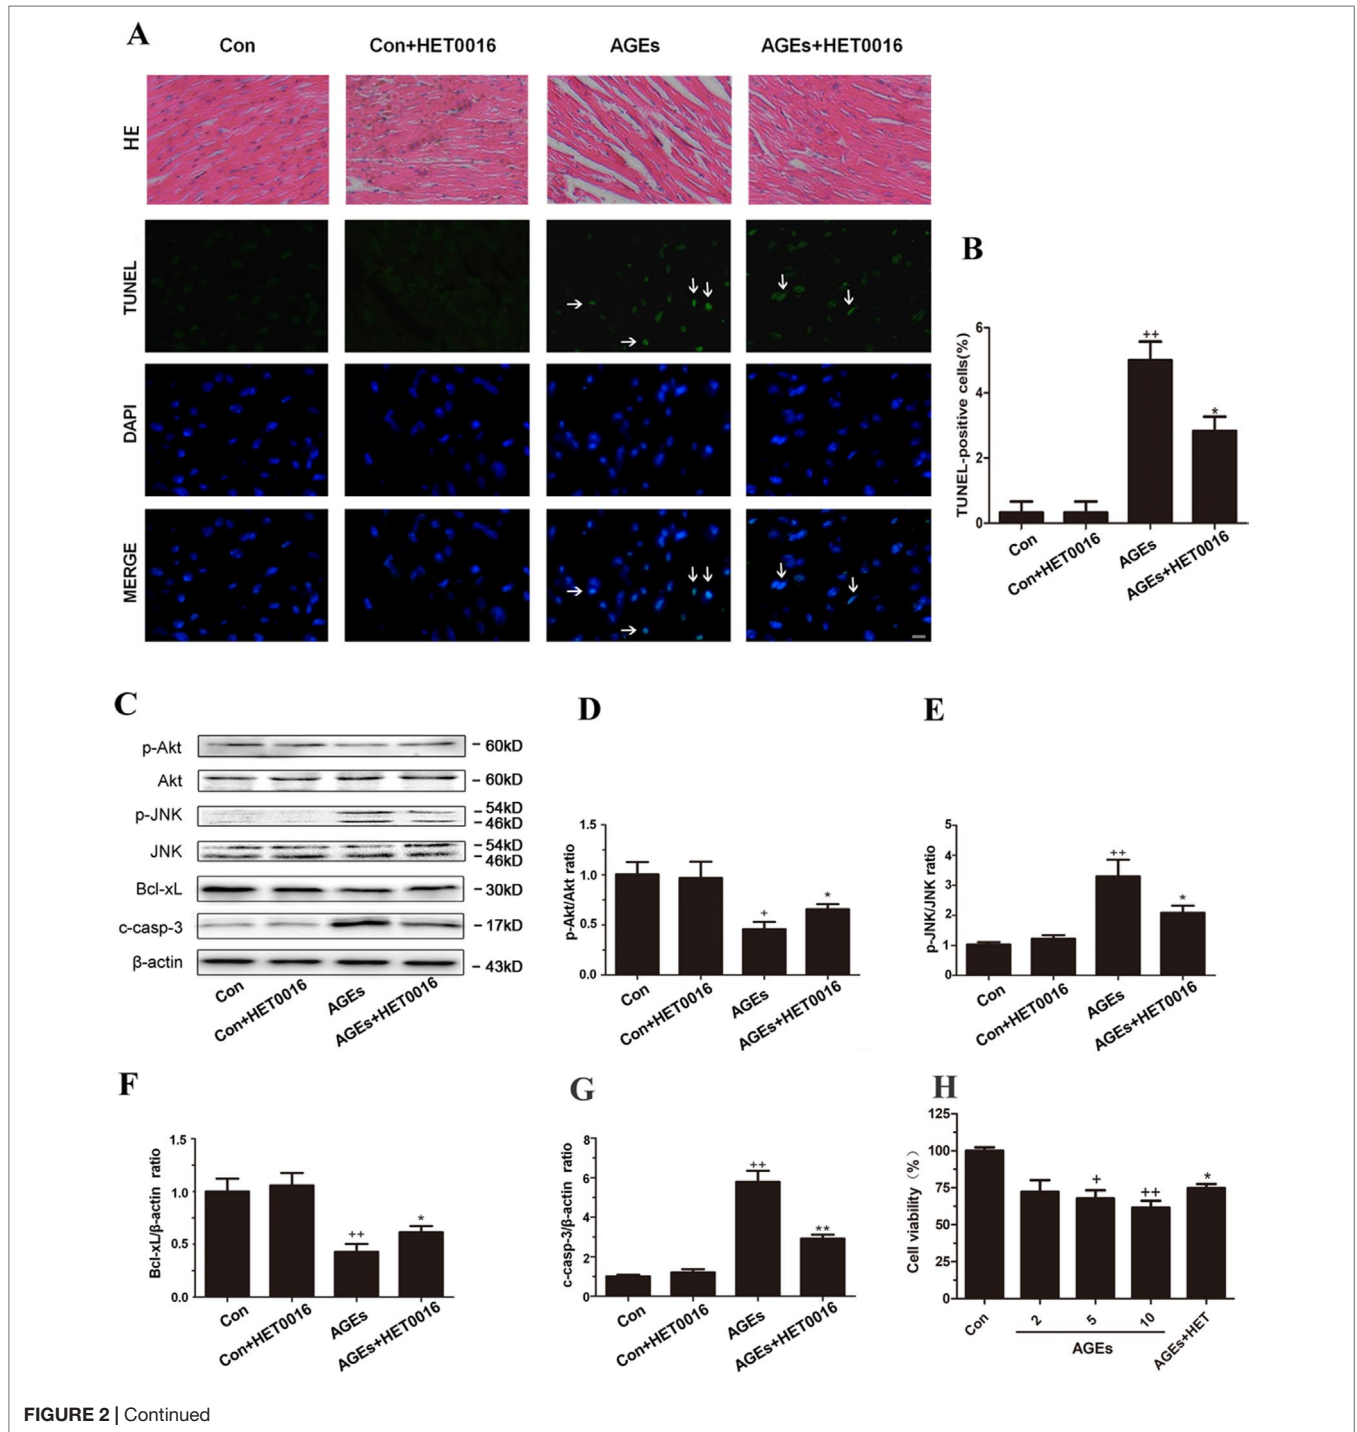 A
Con
Con+HET0016
AGEs
AGEs+HET0016
HE
TUNEL
DAPI
MERGE
B
TUNEL-positive cells(%)
6
4
2
0
++
*
Con
Con+HET0016
AGEs
AGEs+HET0016
C
p-Akt
60kD
Akt
60kD
p-JNK
54kD
46kD
JNK
54kD
46kD
Bcl-xL
30kD
c-casp-3
17kD
β-actin
43kD
Con
Con+HET0016
AGEs
AGEs+HET0016
D
p-Akt/Akt ratio
1.5
1.0
0.5
0.0
+
*
Con
Con+HET0016
AGEs
AGEs+HET0016
E
p-JNK/JNK ratio
5
4
3
2
1
0
++
*
Con
Con+HET0016
AGEs
AGEs+HET0016
F
Bcl-xL/β-actin ratio
1.5
1.0
0.5
0.0
++
*
Con
Con+HET0016
AGEs
AGEs+HET0016
G
c-casp-3/β-actin ratio
8
6
4
2
0
++
**
Con
Con+HET0016
AGEs
AGEs+HET0016
H
Cell viability (%)
125
100
75
50
25
0
+
++
*
Con
2
5
10
AGEs
AGEs+HET
FIGURE 2 | Continued